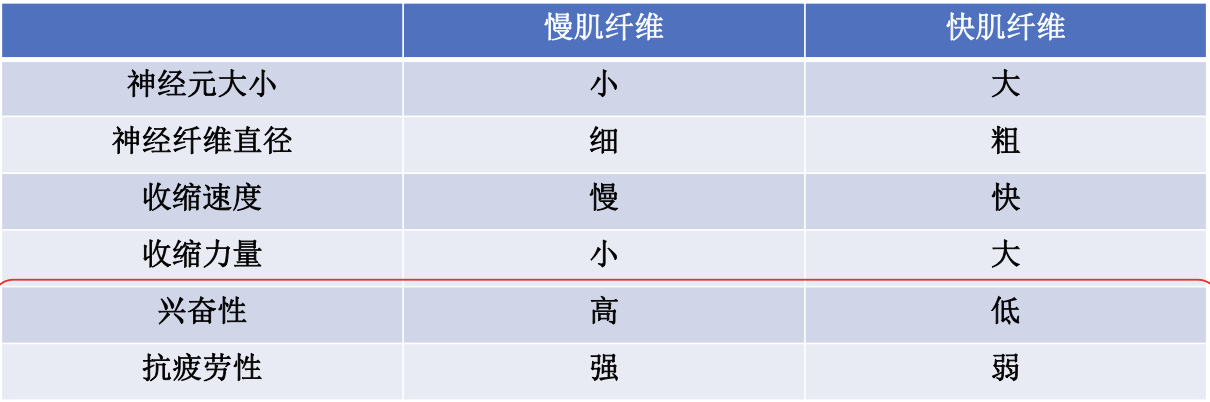 慢肌纤维 快肌纤维
神经元大小 小 大
神经纤维直径 细 粗
收缩速度 慢 快
收缩力量 小 大
兴奋性 高 低
抗疲劳性 强 弱